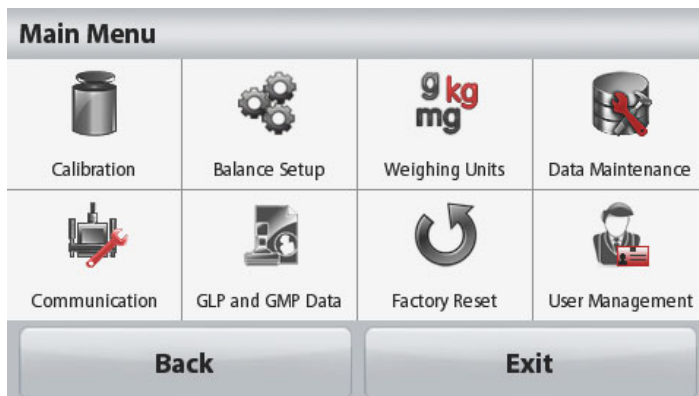 Main Menu
g kg
mg
Calibration
Balance Setup
Weighing Units
Data Maintenance
Communication
GLP and GMP Data
Factory Reset
User Management
Back
Exit